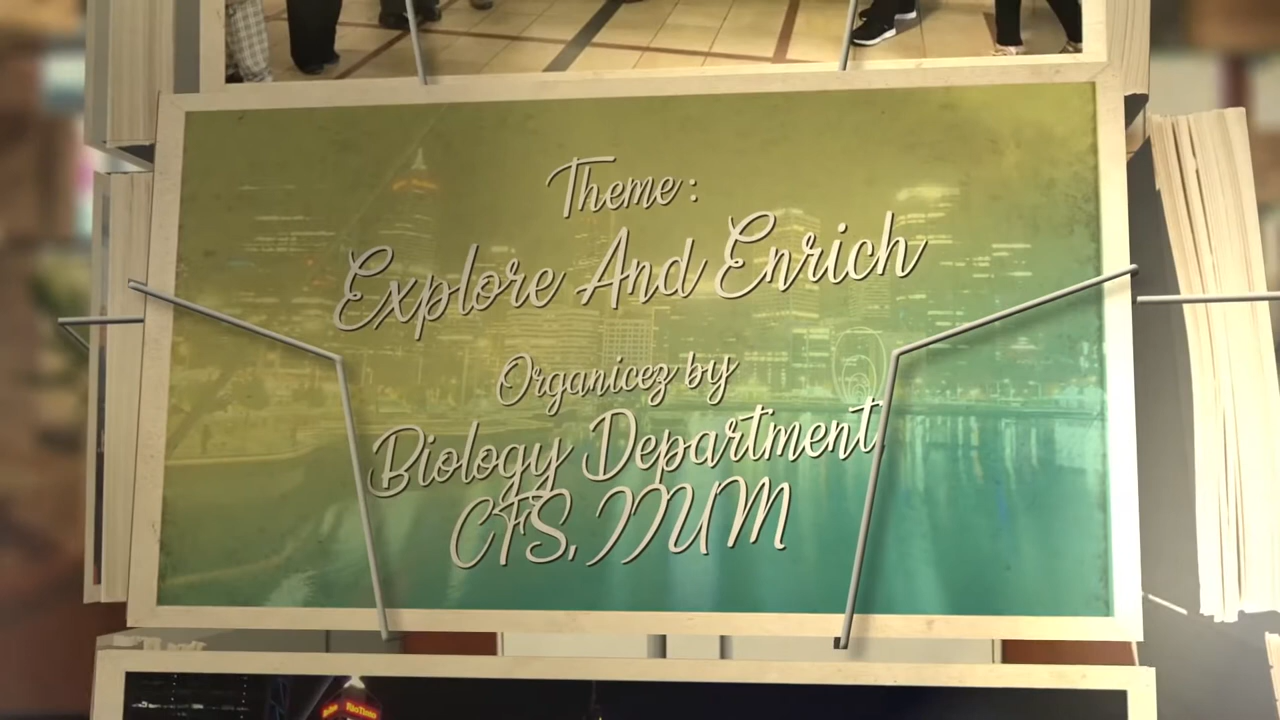 Theme :
Explore And Enrich
Organicez by
Biology Department
CFS, IIUM